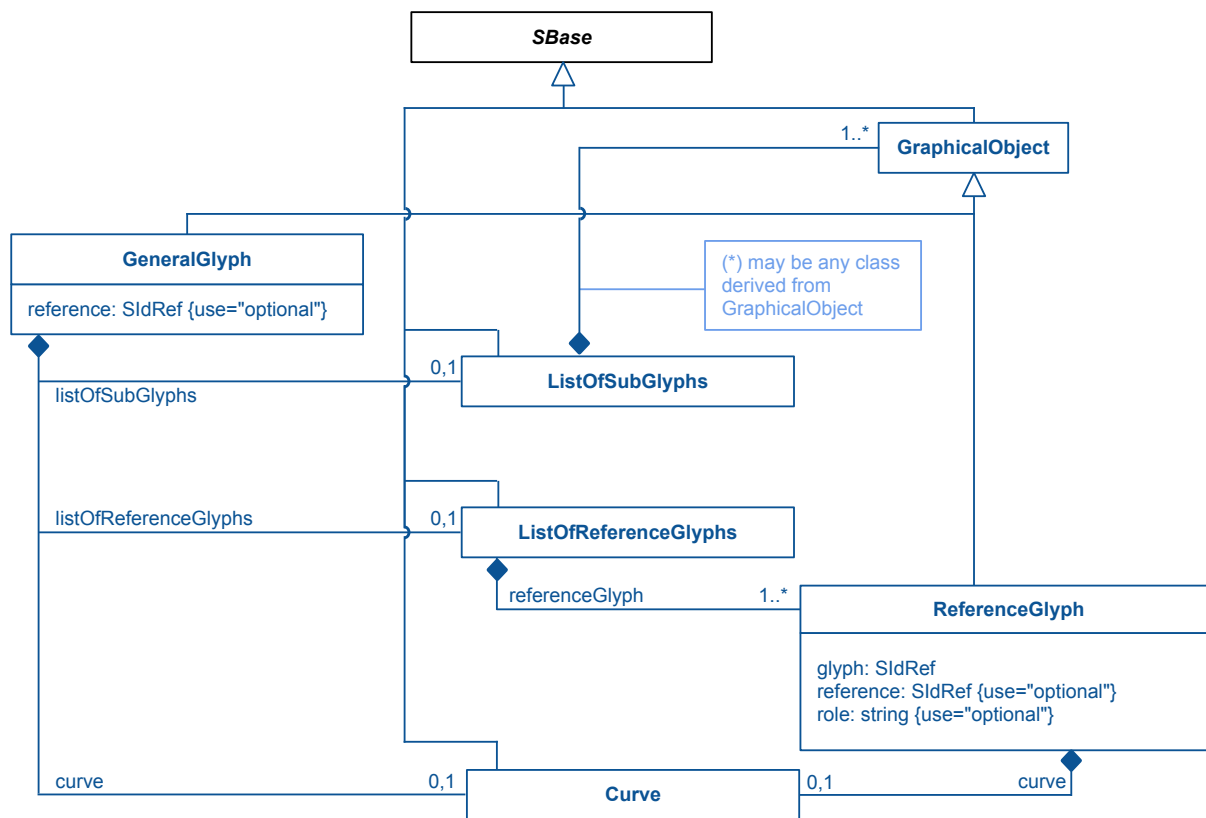 SBase
1..*
GraphicalObject
GeneralGlyph
reference: SIdRef {use="optional"}
(*) may be any class
derived from
GraphicalObject
0,1
listOfSubGlyphs
ListOfSubGlyphs
listOfReferenceGlyphs
0,1
ListOfReferenceGlyphs
referenceGlyph
1..*
ReferenceGlyph
glyph: SIdRef
reference: SIdRef {use="optional"}
role: string {use="optional"}
curve
0,1
Curve
0,1
curve